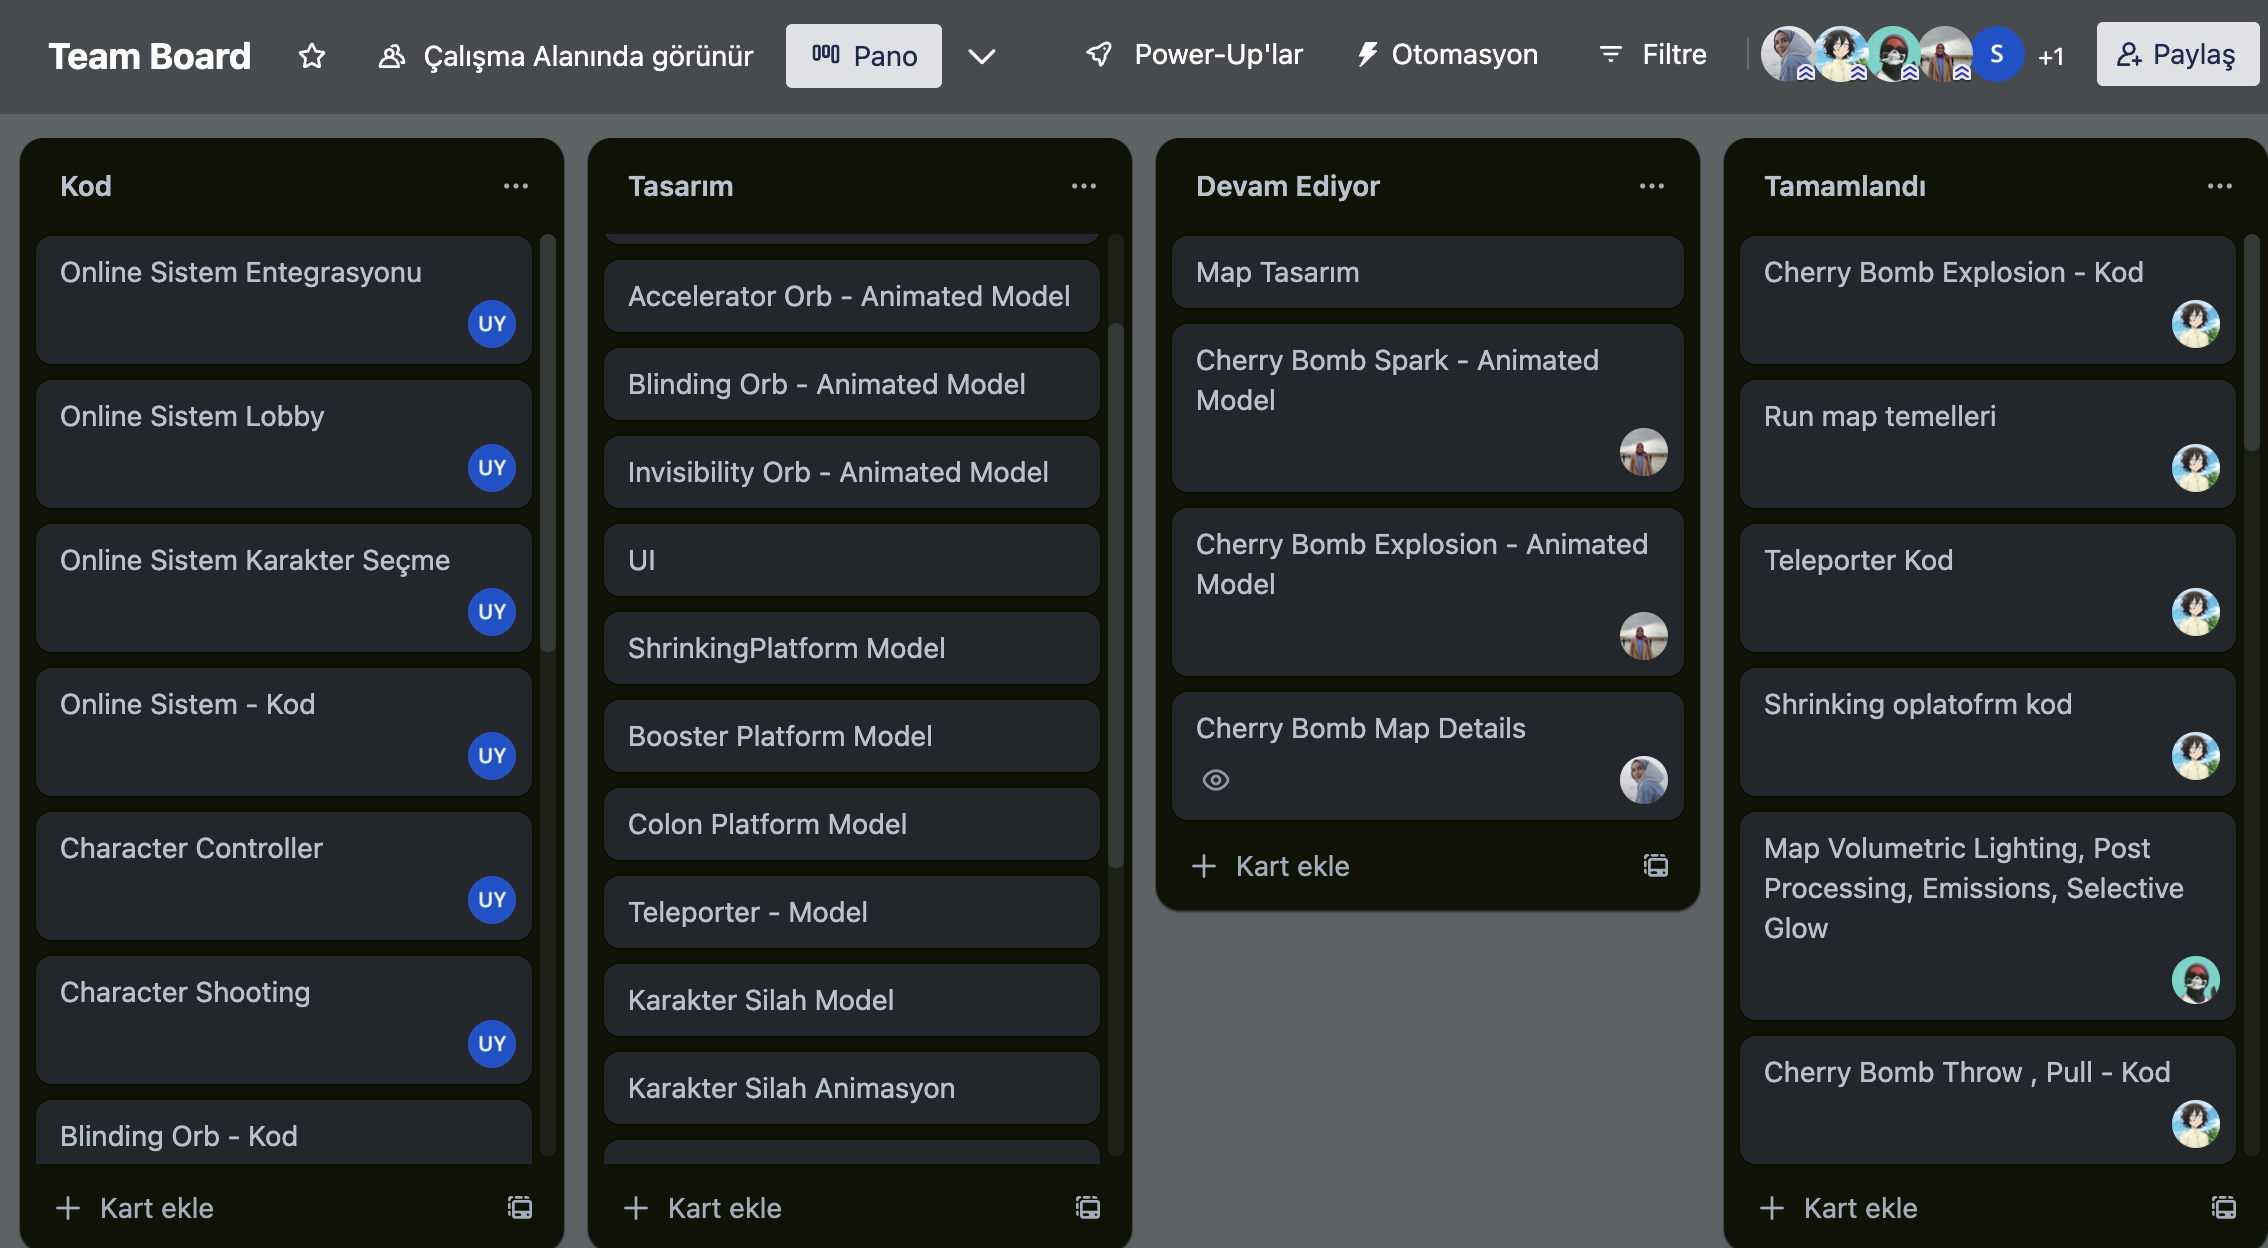 Team Board
Çalışma Alanında görünür
Pano
Power-Up'lar
Otomasyon
Filtre
S
+1
Paylaş
Kod
Online Sistem Entegrasyonu
UY
Online Sistem Lobby
UY
Online Sistem Karakter Seçme
UY
Online Sistem - Kod
UY
Character Controller
UY
Character Shooting
UY
Blinding Orb - Kod
Kart ekle
Tasarım
Accelerator Orb - Animated Model
Blinding Orb - Animated Model
Invisibility Orb - Animated Model
UI
ShrinkingPlatform Model
Booster Platform Model
Colon Platform Model
Teleporter - Model
Karakter Silah Model
Karakter Silah Animasyon
Kart ekle
Devam Ediyor
Map Tasarım
Cherry Bomb Spark - Animated
Model
Cherry Bomb Explosion - Animated
Model
Cherry Bomb Map Details
Kart ekle
Tamamlandı
Cherry Bomb Explosion - Kod
Run map temelleri
Teleporter Kod
Shrinking oplatofrm kod
Map Volumetric Lighting, Post
Processing, Emissions, Selective
Glow
Cherry Bomb Throw , Pull - Kod
Kart ekle